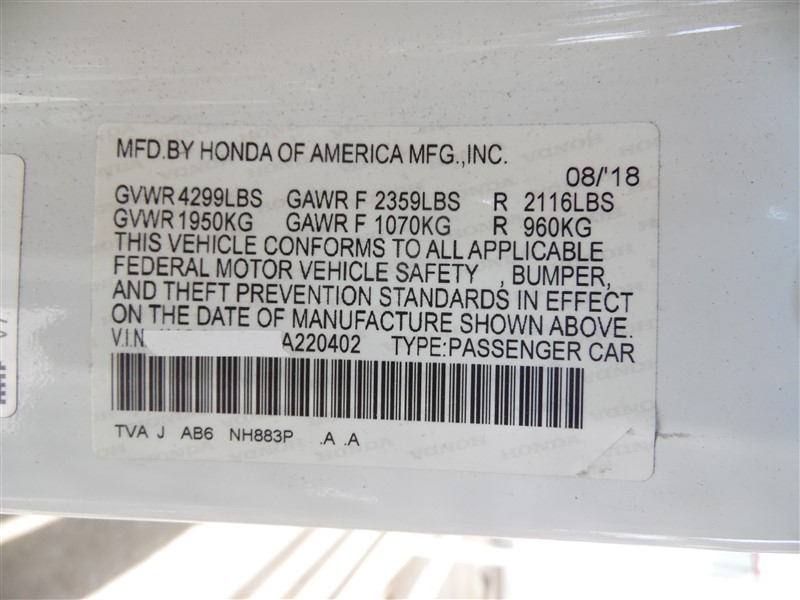 MFD.BY HONDA OF AMERICA MFG.,INC.
08/'18
GVWR 4299LBS GAWR F 2359LBS R 2116LBS
GVWR 1950KG GAWR F 1070KG R 960KG
THIS VEHICLE CONFORMS TO ALL APPLICABLE
FEDERAL MOTOR VEHICLE SAFETY , BUMPER,
AND THEFT PREVENTION STANDARDS IN EFFECT
ON THE DATE OF MANUFACTURE SHOWN ABOVE.
V.I.N A220402 TYPE:PASSENGER CAR
TVA J AB6 NH883P .A .A